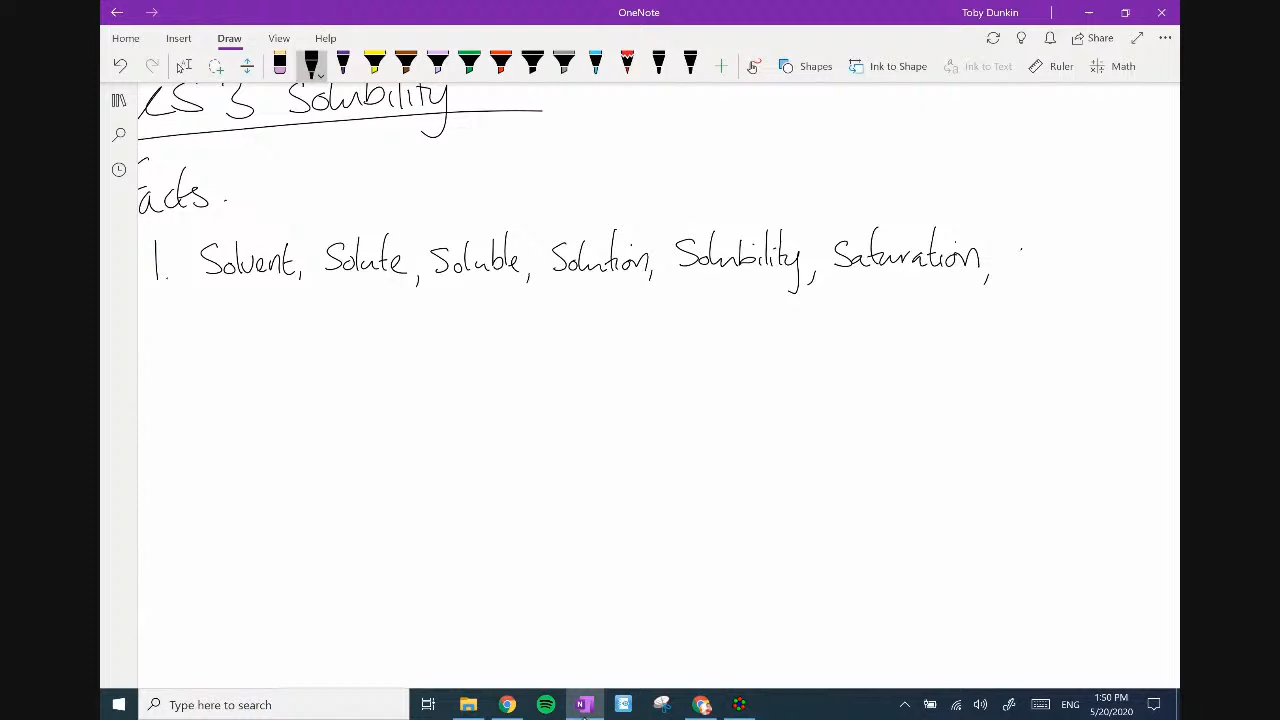 OneNote
Toby Dunkin
Home Insert Draw View Help
Share
Shapes Ink to Shape Ink to Text Ruler Math
Solubility
acts.
1. Solvent, Solute, Soluble, Solution, Solubility, Saturation,
Type here to search
ENG
1:50 PM
5/20/2020